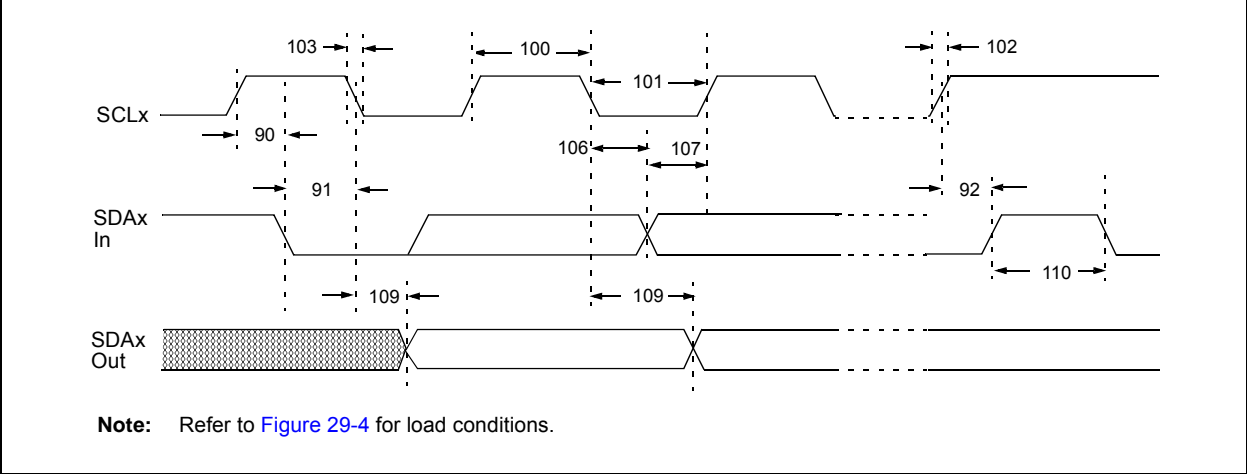 103
100
102
101
SCLx
90
106
107
91
92
SDAx
In
110
109
109
SDAx
Out
Note: Refer to Figure 29-4 for load conditions.